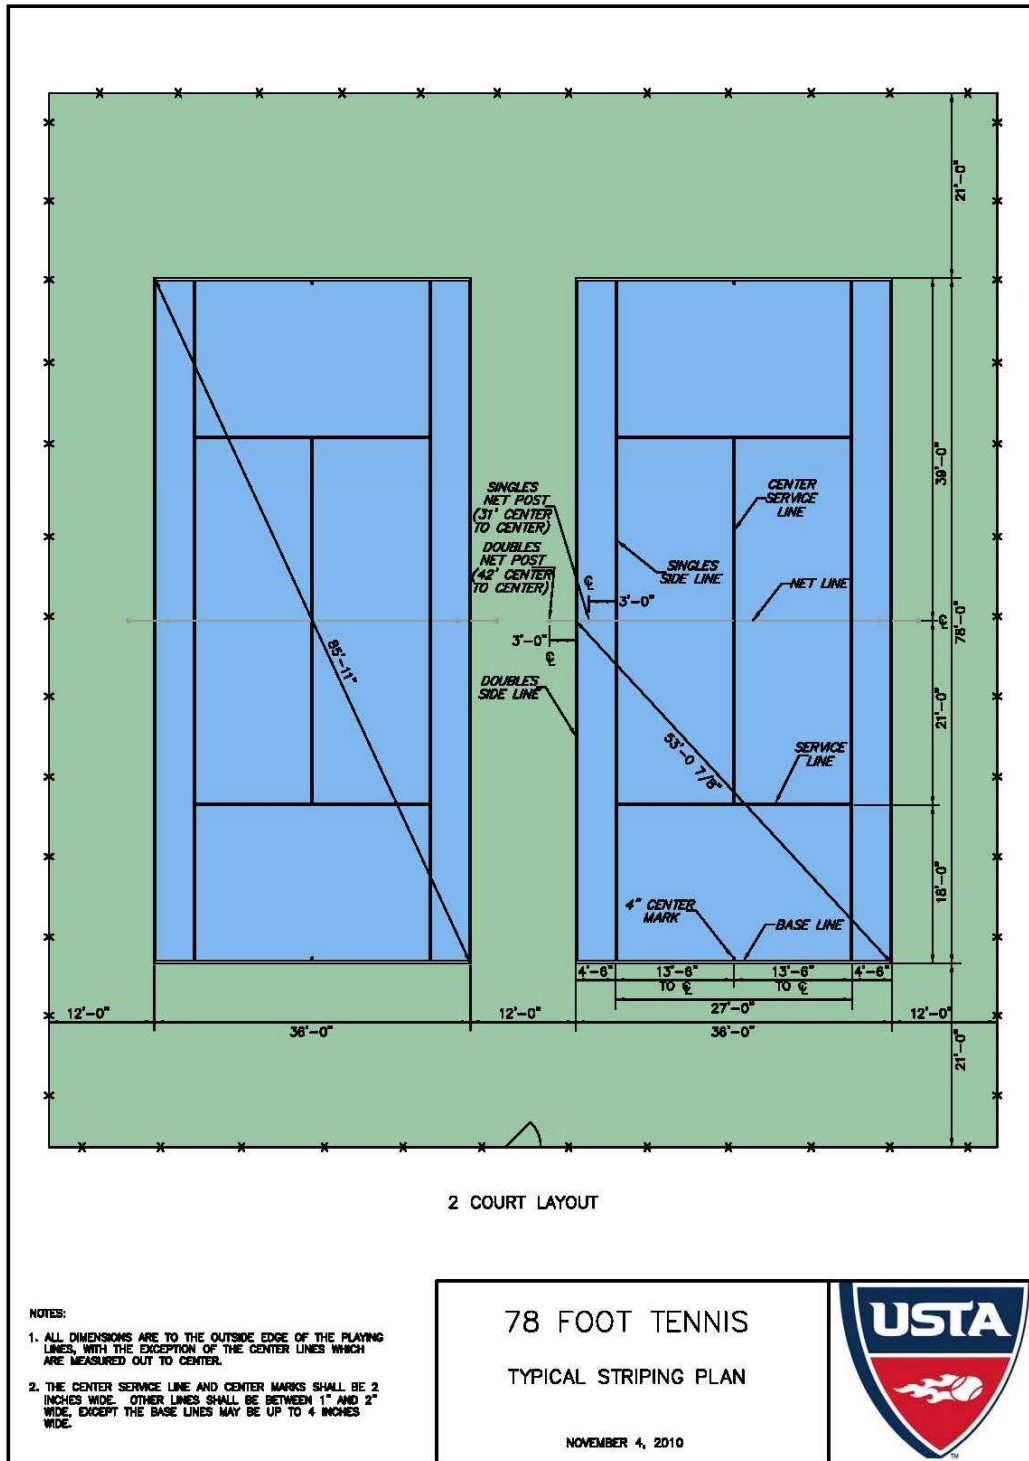 21'-0"
SINGLES
NET POST
(31' CENTER
TO CENTER)
DOUBLES
NET POST
(42' CENTER
TO CENTER)
CENTER
SERVICE
LINE
39'-0"
SINGLES
SIDE LINE
NET LINE
℄
3'-0"
3'-0"
℄
℄
78'-0"
85'-11"
DOUBLES
SIDE LINE
53'-0 7/8"
21'-0"
SERVICE
LINE
18'-0"
4" CENTER
MARK
BASE LINE
4'-6"
13'-6"
TO ℄
13'-6"
TO ℄
4'-6"
27'-0"
12'-0"
36'-0"
12'-0"
36'-0"
12'-0"
21'-0"
2 COURT LAYOUT
NOTES:
1. ALL DIMENSIONS ARE TO THE OUTSIDE EDGE OF THE PLAYING
LINES, WITH THE EXCEPTION OF THE CENTER LINES WHICH
ARE MEASURED OUT TO CENTER.
2. THE CENTER SERVICE LINE AND CENTER MARKS SHALL BE 2
INCHES WIDE. OTHER LINES SHALL BE BETWEEN 1" AND 2"
WIDE, EXCEPT THE BASE LINES MAY BE UP TO 4 INCHES
WIDE.
78 FOOT TENNIS
TYPICAL STRIPING PLAN
NOVEMBER 4, 2010
USTA
TM